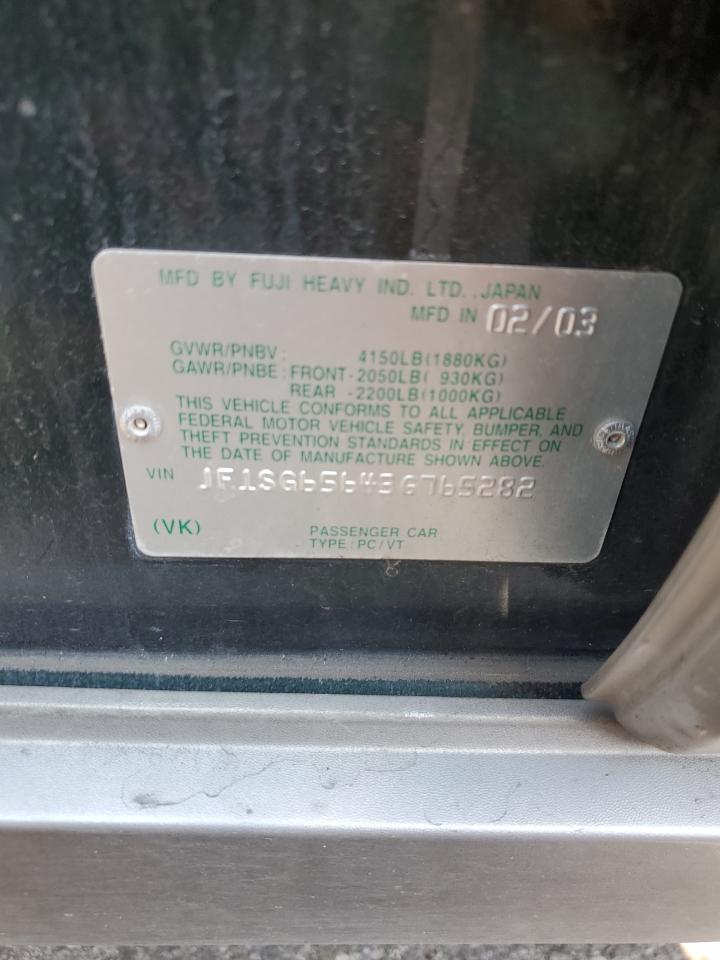 MFD BY FUJI HEAVY IND. LTD., JAPAN
MFD IN 02/03
GVWR/PNBV: 4150LB(1880KG)
GAWR/PNBE: FRONT-2050LB( 930KG)
REAR -2200LB(1000KG)
THIS VEHICLE CONFORMS TO ALL APPLICABLE
FEDERAL MOTOR VEHICLE SAFETY, BUMPER, AND
THEFT PREVENTION STANDARDS IN EFFECT ON
THE DATE OF MANUFACTURE SHOWN ABOVE.
VIN JF1SG65643G765282
(VK) PASSENGER CAR
TYPE: PC/VT